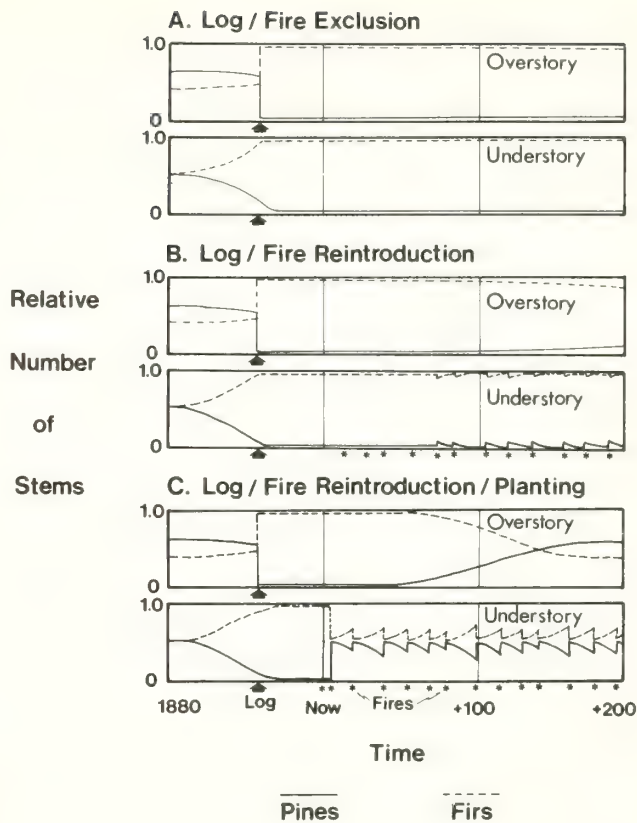 A. Log / Fire Exclusion
1.0
Overstory
0
1.0
Understory
0
B. Log / Fire Reintroduction
1.0
Overstory
0
1.0
Understory
0
Relative
Number
of
Stems
C. Log / Fire Reintroduction / Planting
1.0
Overstory
0
1.0
Understory
0
1880 Log Now Fires +100 +200
Time
Pines Firs